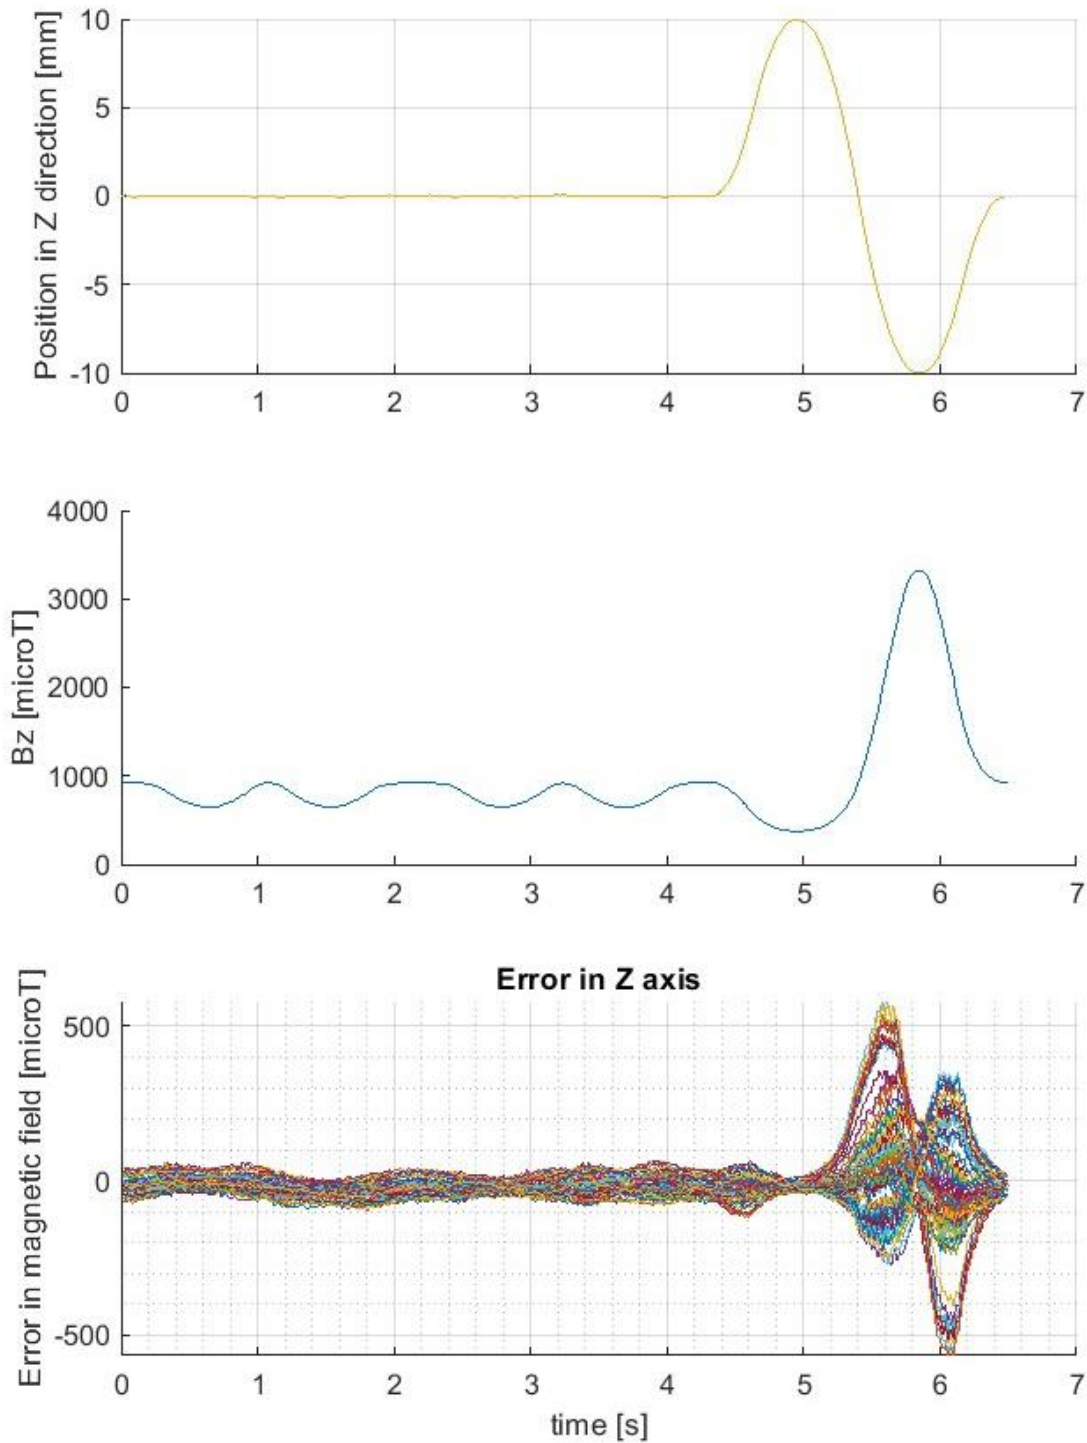 Position in Z direction [mm]
10
5
0
-5
-10
0 1 2 3 4 5 6 7
Bz [microT]
4000
3000
2000
1000
0
0 1 2 3 4 5 6 7
Error in Z axis
Error in magnetic field [microT]
500
0
-500
0 1 2 3 4 5 6 7
time [s]